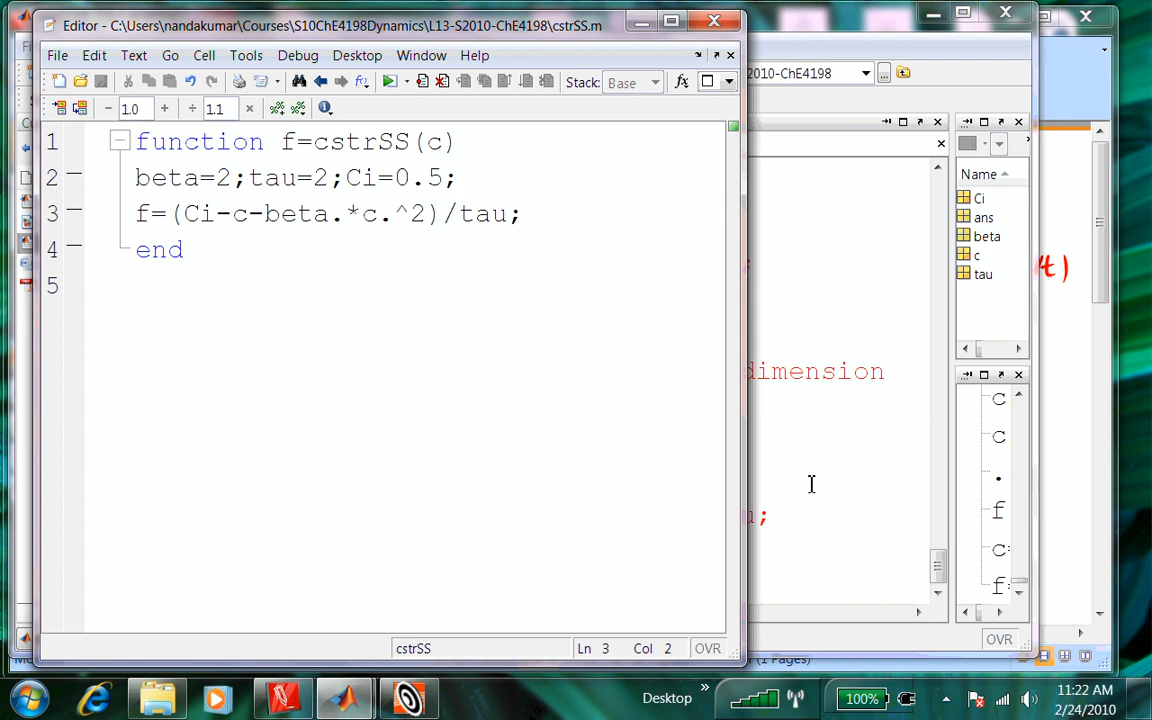 Editor - C:\Users\nandakumar\Courses\S10ChE4198Dynamics\L13-S2010-ChE4198\cstrSS.m
File Edit Text Go Cell Tools Debug Desktop Window Help
Stack: Base
2010-ChE4198
1.0
1.1
1 function f=cstrSS(c)
2 beta=2;tau=2;Ci=0.5;
3 f=(Ci-c-beta.*c.^2)/tau;
4 end
5
Name
Ci
ans
beta
c
tau
t)
dimension
;
c
c
.
f
c=
f=
cstrSS
Ln 3 Col 2 OVR
OVR
(1 Pages)
Desktop
»
100%
11:22 AM
2/24/2010